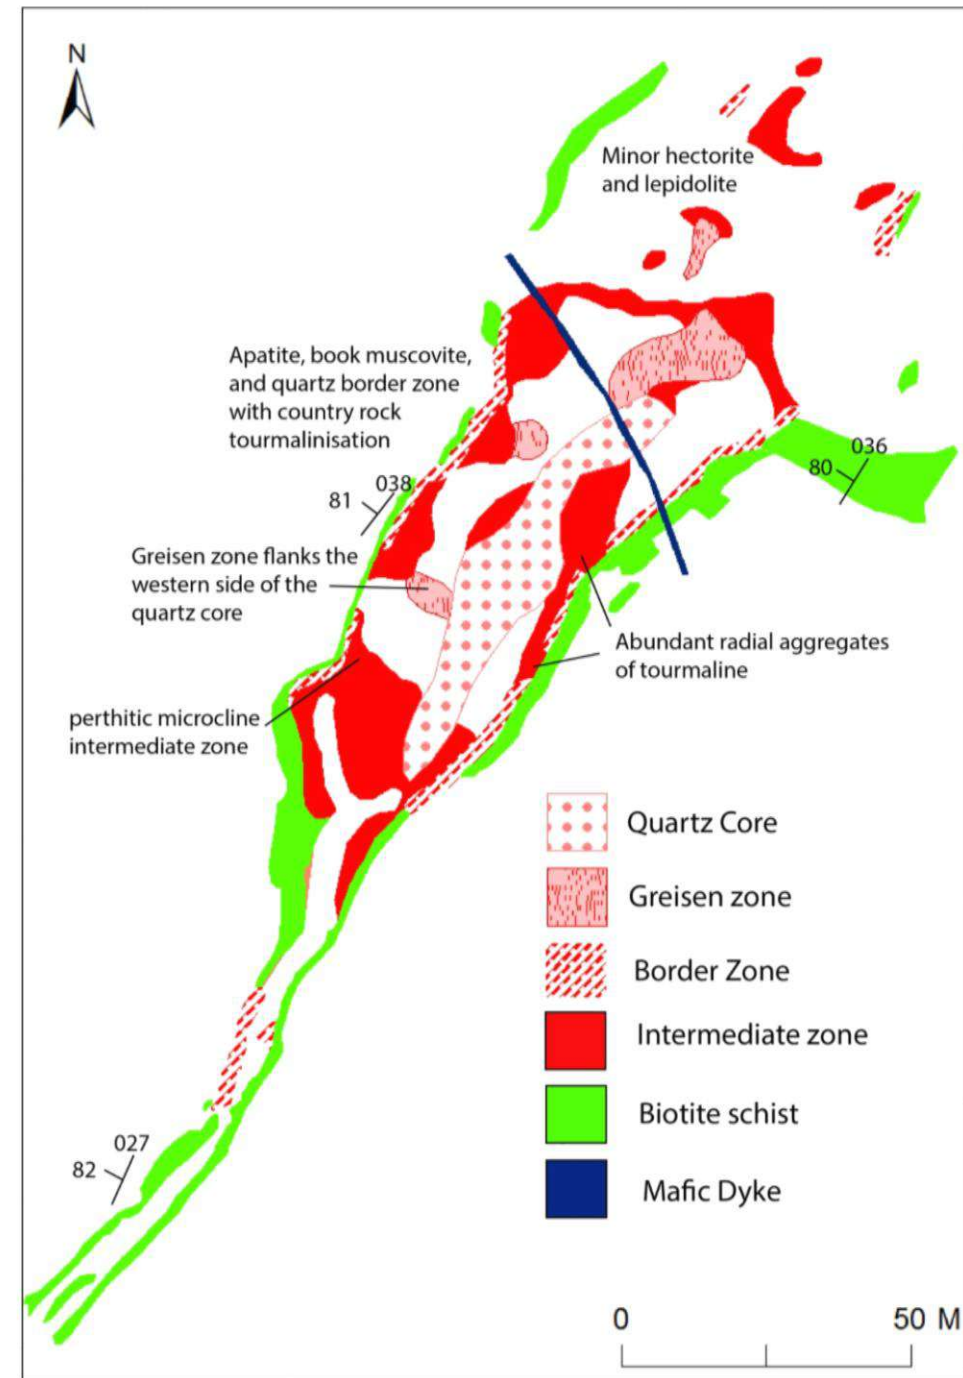 N
Minor hectorite
and lepidolite
Apatite, book muscovite,
and quartz border zone
with country rock
tourmalinisation
036
80
038
81
Greisen zone flanks the
western side of the
quartz core
Abundant radial aggregates
of tourmaline
perthitic microcline
intermediate zone
Quartz Core
Greisen zone
Border Zone
Intermediate zone
Biotite schist
Mafic Dyke
027
82
0
50 M